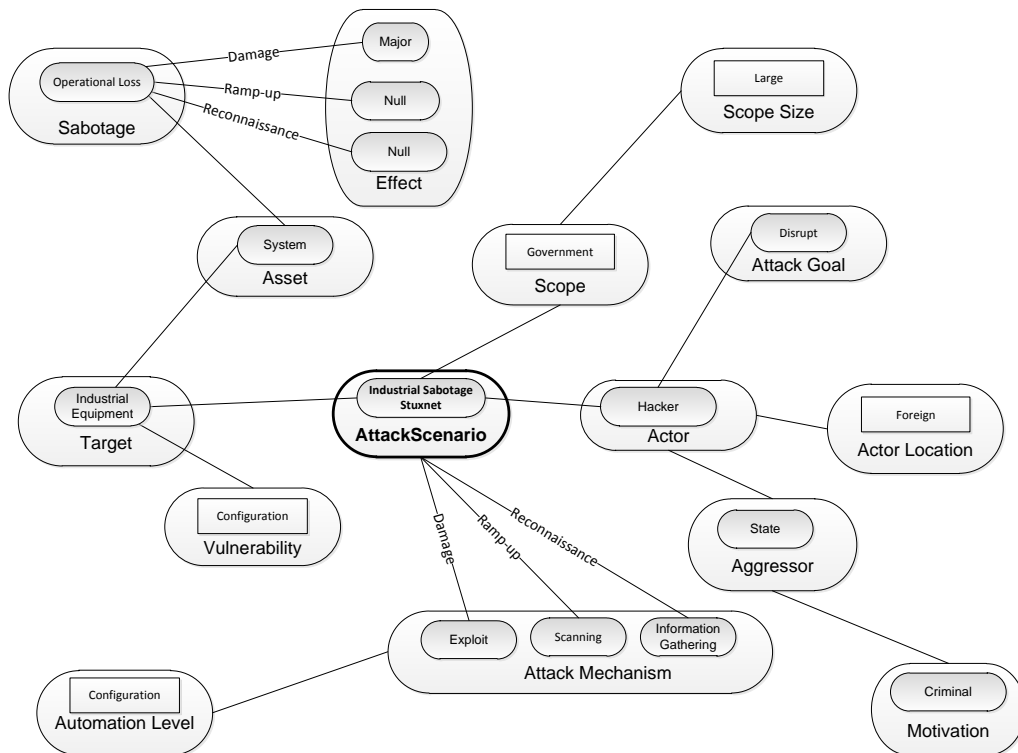 Major
Damage
Operational Loss
Sabotage
Ramp-up
Null
Reconnaissance
Null
Effect
Large
Scope Size
System
Asset
Government
Scope
Disrupt
Attack Goal
Industrial
Equipment
Target
Industrial Sabotage
Stuxnet
AttackScenario
Hacker
Actor
Foreign
Actor Location
Configuration
Vulnerability
Damage
Ramp-up
Reconnaissance
State
Aggressor
Exploit
Scanning
Information
Gathering
Attack Mechanism
Configuration
Automation Level
Criminal
Motivation